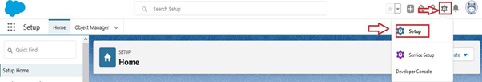 Search Setup
Setup
Home
Object Manager
Setup
Quick Find
SETUP
Home
Service Setup
Setup Home
Developer Console